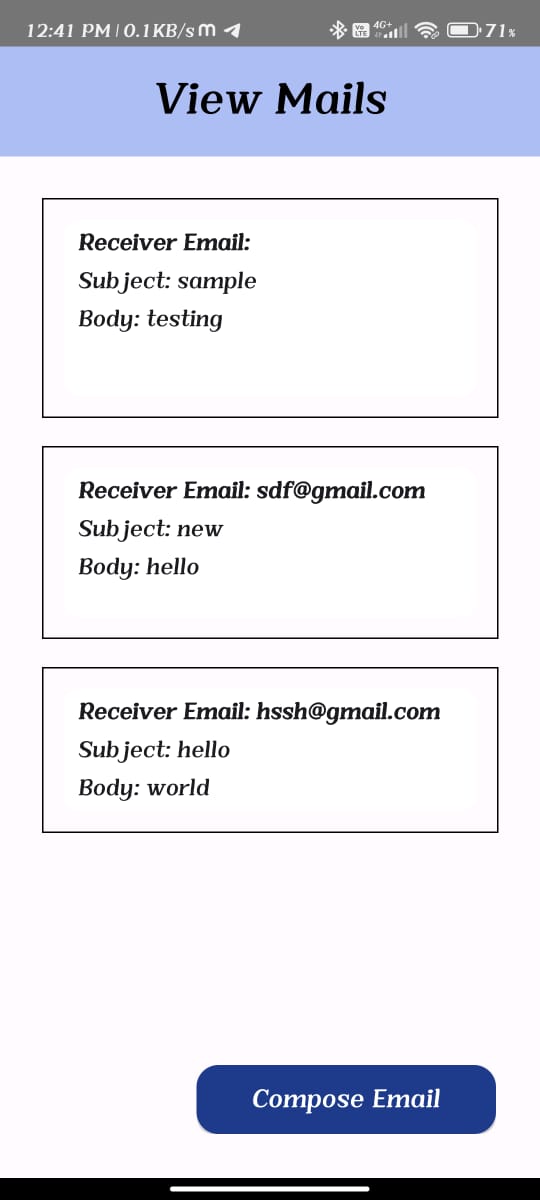 12:41 PM | 0.1KB/s
Vo LTE 4G+ 71%
View Mails
Receiver Email:
Subject: sample
Body: testing
Receiver Email: sdf@gmail.com
Subject: new
Body: hello
Receiver Email: hssh@gmail.com
Subject: hello
Body: world
Compose Email